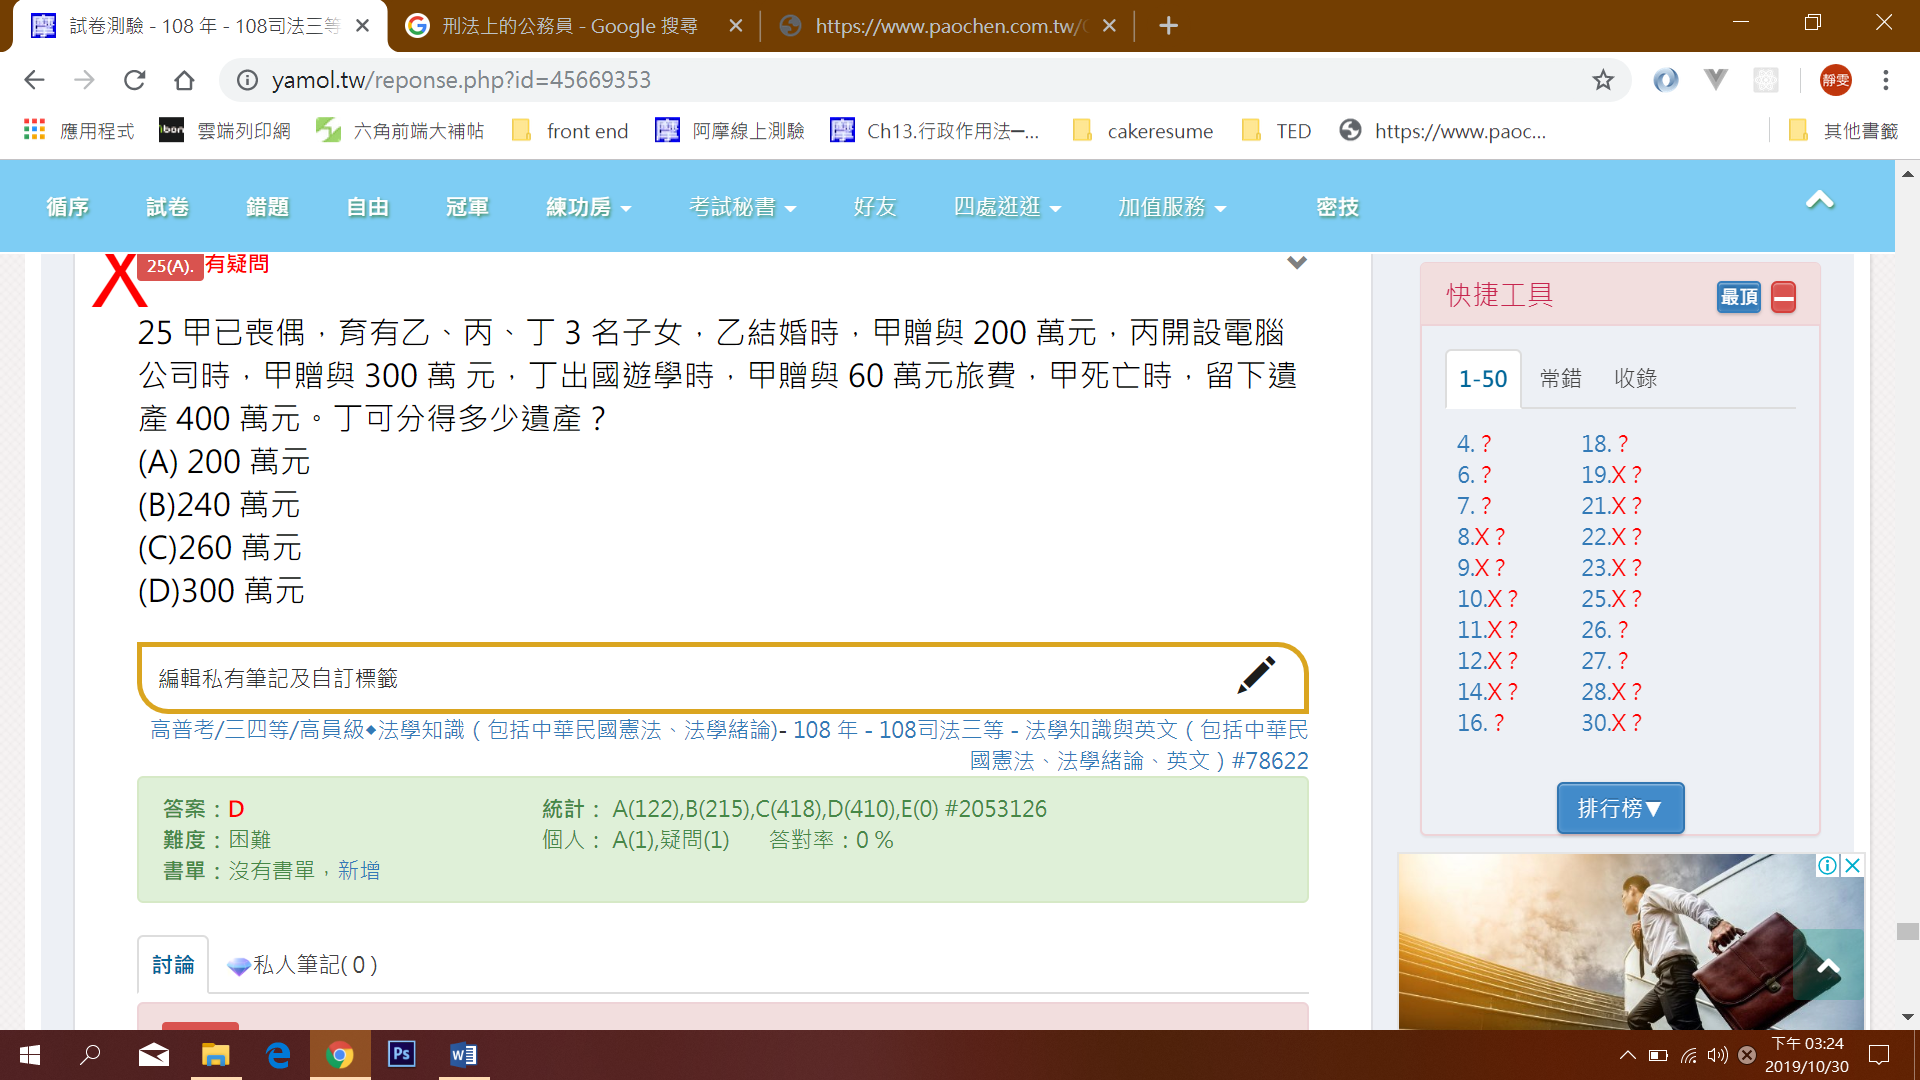 試卷測驗 - 108 年 - 108司法三等
刑法上的公務員 - Google 搜尋
https://www.paochen.com.tw/
yamol.tw/reponse.php?id=45669353
靜雯
應用程式
ibon
雲端列印網
六角前端大補帖
front end
阿摩線上測驗
Ch13.行政作用法─...
cakeresume
TED
https://www.paoc...
其他書籤
循序
試卷
錯題
自由
冠軍
練功房
考試秘書
好友
四處逛逛
加值服務
密技
X 25(A). 有疑問
25 甲已喪偶，育有乙、丙、丁 3 名子女，乙結婚時，甲贈與 200 萬元，丙開設電腦
公司時，甲贈與 300 萬 元，丁出國遊學時，甲贈與 60 萬元旅費，甲死亡時，留下遺
產 400 萬元。丁可分得多少遺產？
(A) 200 萬元
(B)240 萬元
(C)260 萬元
(D)300 萬元
編輯私有筆記及自訂標籤
高普考/三四等/高員級◆法學知識（包括中華民國憲法、法學緒論)- 108 年 - 108司法三等 - 法學知識與英文（包括中華民
國憲法、法學緒論、英文）#78622
答案：D
統計： A(122),B(215),C(418),D(410),E(0) #2053126
難度：困難
個人： A(1),疑問(1) 答對率：0 %
書單：沒有書單，新增
討論
私人筆記( 0 )
快捷工具
最頂
1-50
常錯
收錄
4. ?
18. ?
6. ?
19.X ?
7. ?
21.X ?
8.X ?
22.X ?
9.X ?
23.X ?
10.X ?
25.X ?
11.X ?
26. ?
12.X ?
27. ?
14.X ?
28.X ?
16. ?
30.X ?
排行榜▼
Ps
下午 03:24
2019/10/30